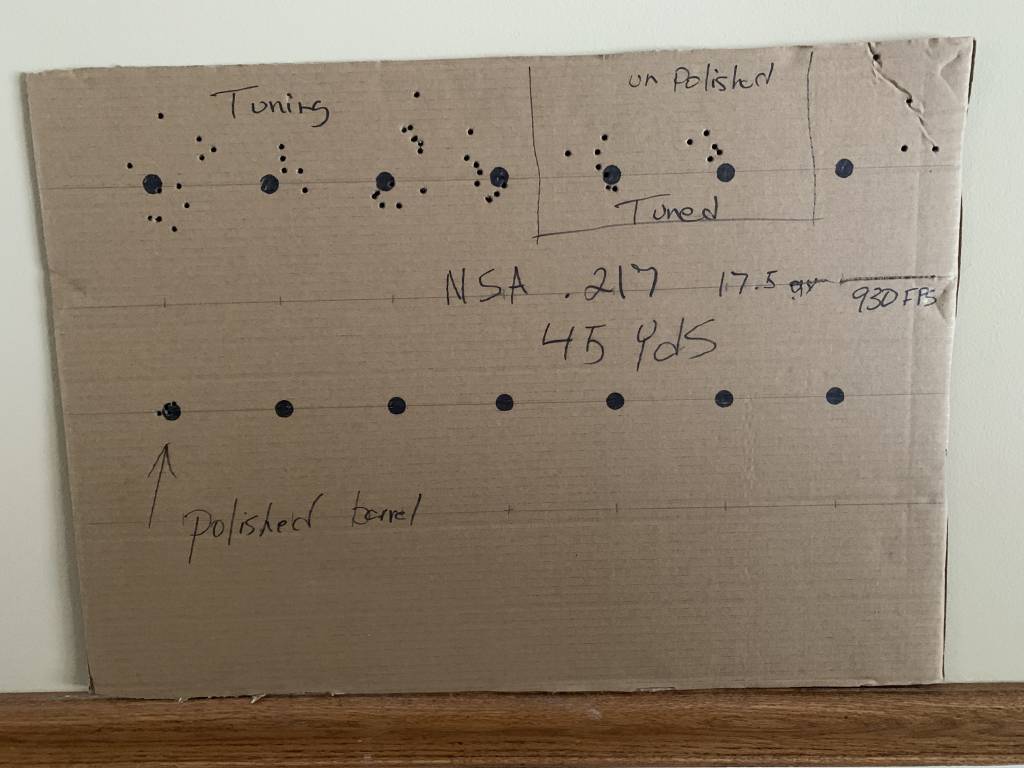 Tuning
un Polished
Tuned
NSA .217 17.5 gr 930 FPS
45 Yds
Polished barrel